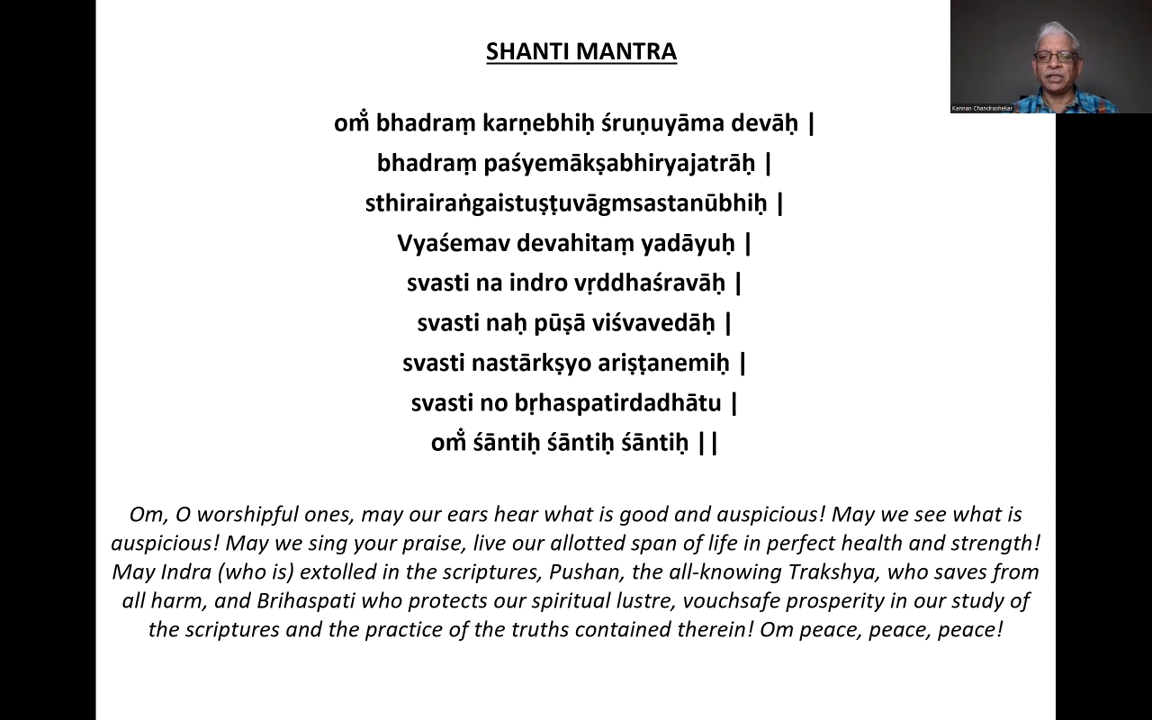 SHANTI MANTRA
Kannan Chandrashekar
om̐ bhadraṃ karṇebhiḥ śruṇuyāma devāḥ |
bhadraṃ paśyemākṣabhiryajatrāḥ |
sthirairaṅgaistuṣṭuvāgmsastanūbhiḥ |
Vyaśemav devahitaṃ yadāyuḥ |
svasti na indro vṛddhaśravāḥ |
svasti naḥ pūṣā viśvavedāḥ |
svasti nastārkṣyo ariṣṭanemiḥ |
svasti no bṛhaspatirdadhātu |
om̐ śāntiḥ śāntiḥ śāntiḥ ||
Om, O worshipful ones, may our ears hear what is good and auspicious! May we see what is
auspicious! May we sing your praise, live our allotted span of life in perfect health and strength!
May Indra (who is) extolled in the scriptures, Pushan, the all-knowing Trakshya, who saves from
all harm, and Brihaspati who protects our spiritual lustre, vouchsafe prosperity in our study of
the scriptures and the practice of the truths contained therein! Om peace, peace, peace!